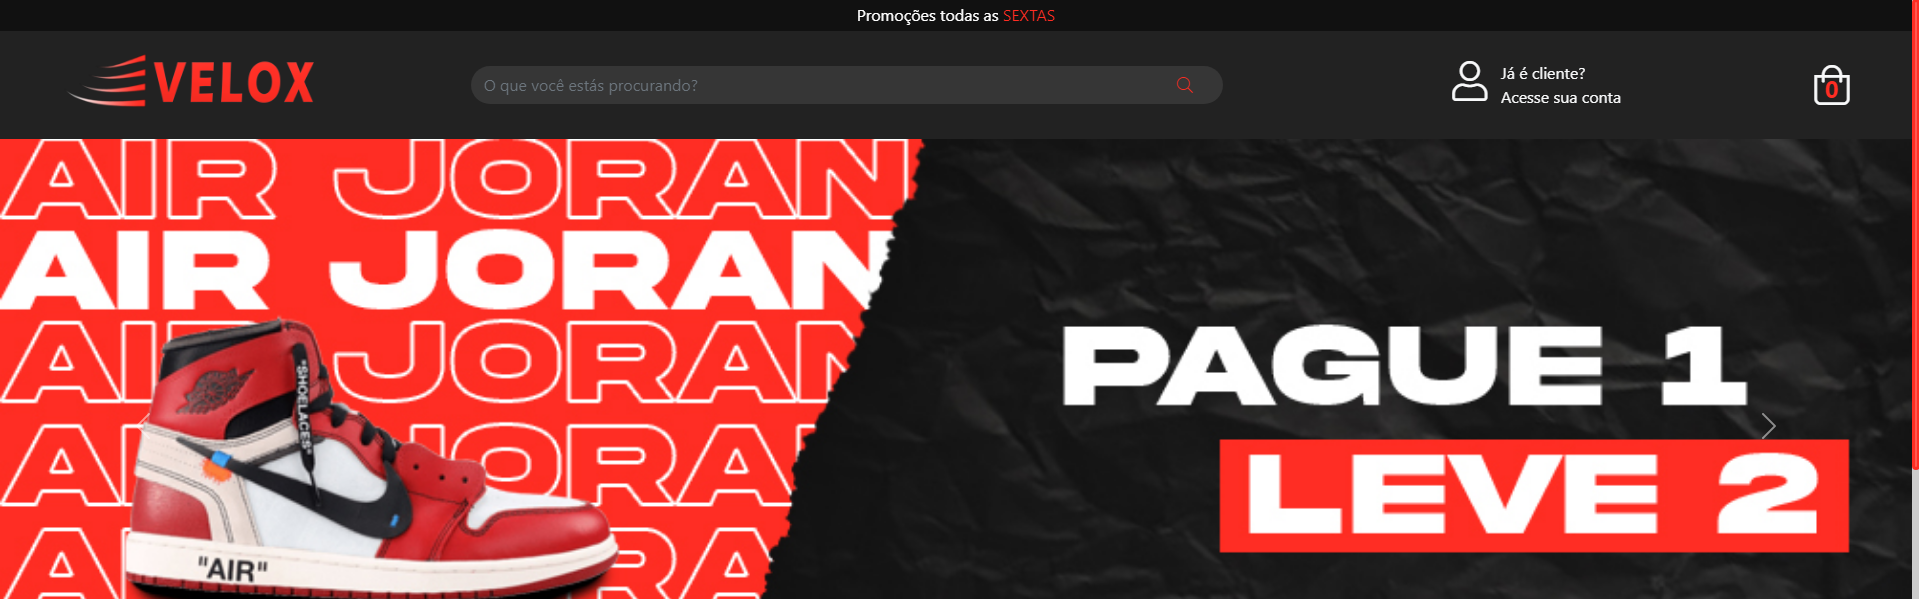 Promoções todas as SEXTAS
VELOX
O que você estás procurando?
Já é cliente?
Acesse sua conta
0
AIR JORAN
AIR JORAN
AIR JORAN
AIR JORAN
AIR JORAN
"SHOELACES"
"AIR"
PAGUE 1
LEVE 2